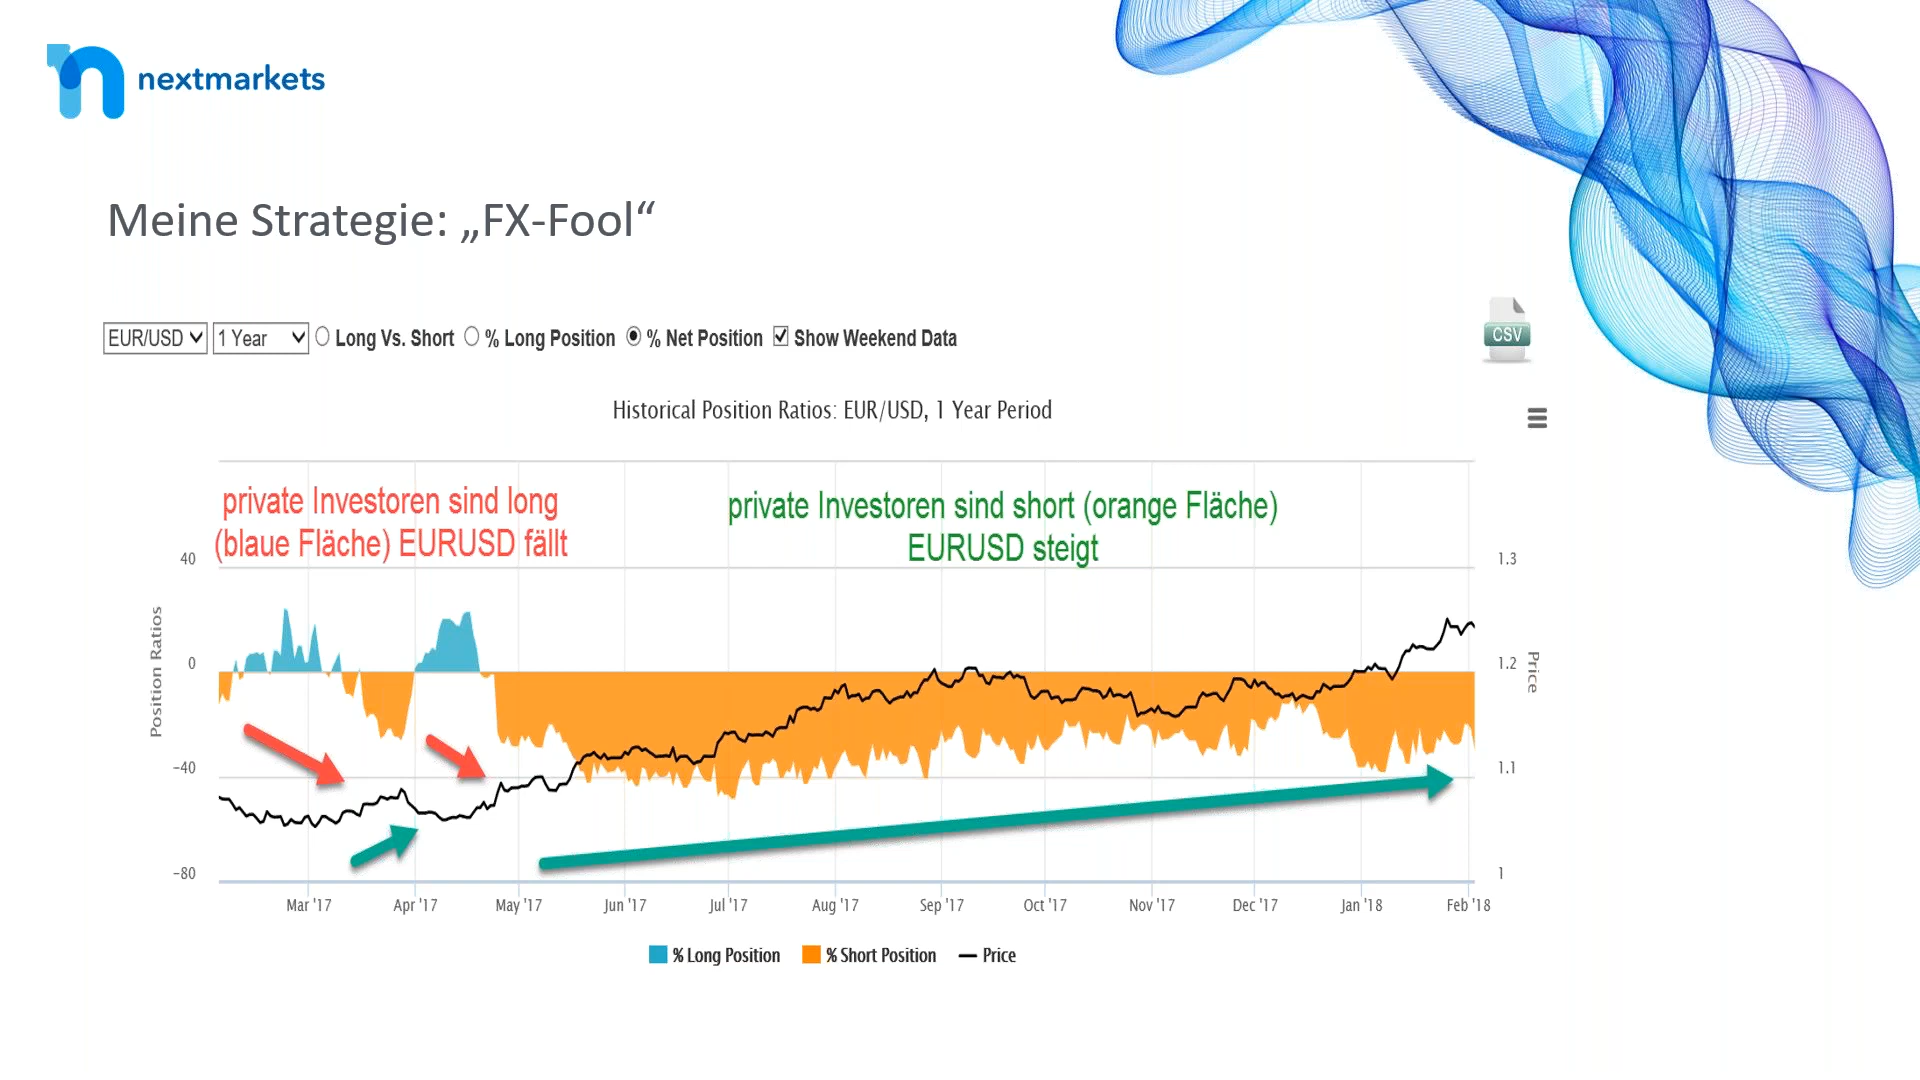 nextmarkets
Meine Strategie: „FX-Fool“
EUR/USD 1 Year Long Vs. Short % Long Position % Net Position Show Weekend Data
CSV
Historical Position Ratios: EUR/USD, 1 Year Period
private Investoren sind long
(blaue Fläche) EURUSD fällt
private Investoren sind short (orange Fläche)
EURUSD steigt
Position Ratios
40
0
-40
-80
1.3
1.2
1.1
1
Price
Mar '17 Apr '17 May '17 Jun '17 Jul '17 Aug '17 Sep '17 Oct '17 Nov '17 Dec '17 Jan '18 Feb '18
% Long Position % Short Position Price